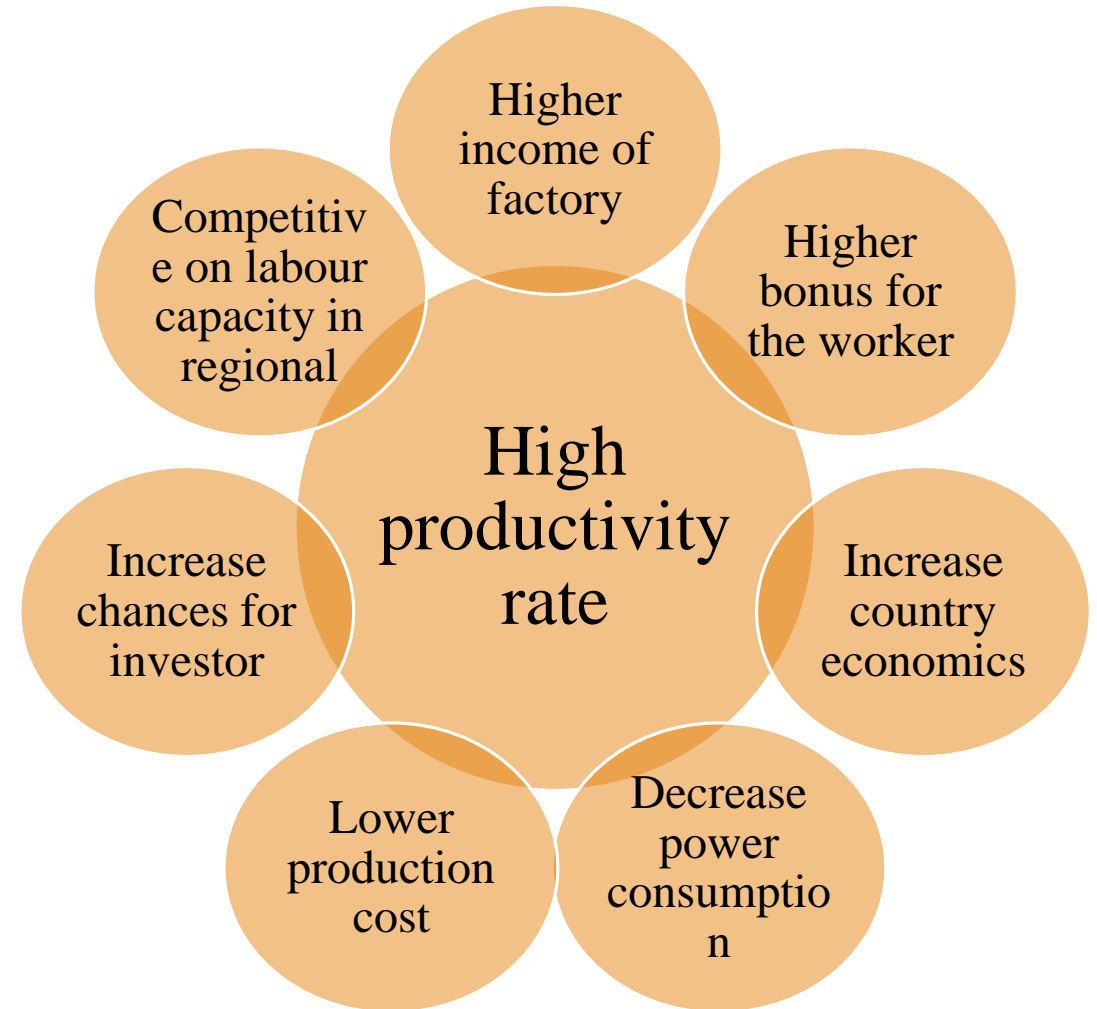 Higher
income of
factory
Higher
bonus for
the worker
Increase
country
economics
Decrease
power
consumptio
n
Lower
production
cost
Increase
chances for
investor
Competitiv
e on labour
capacity in
regional
High
productivity
rate